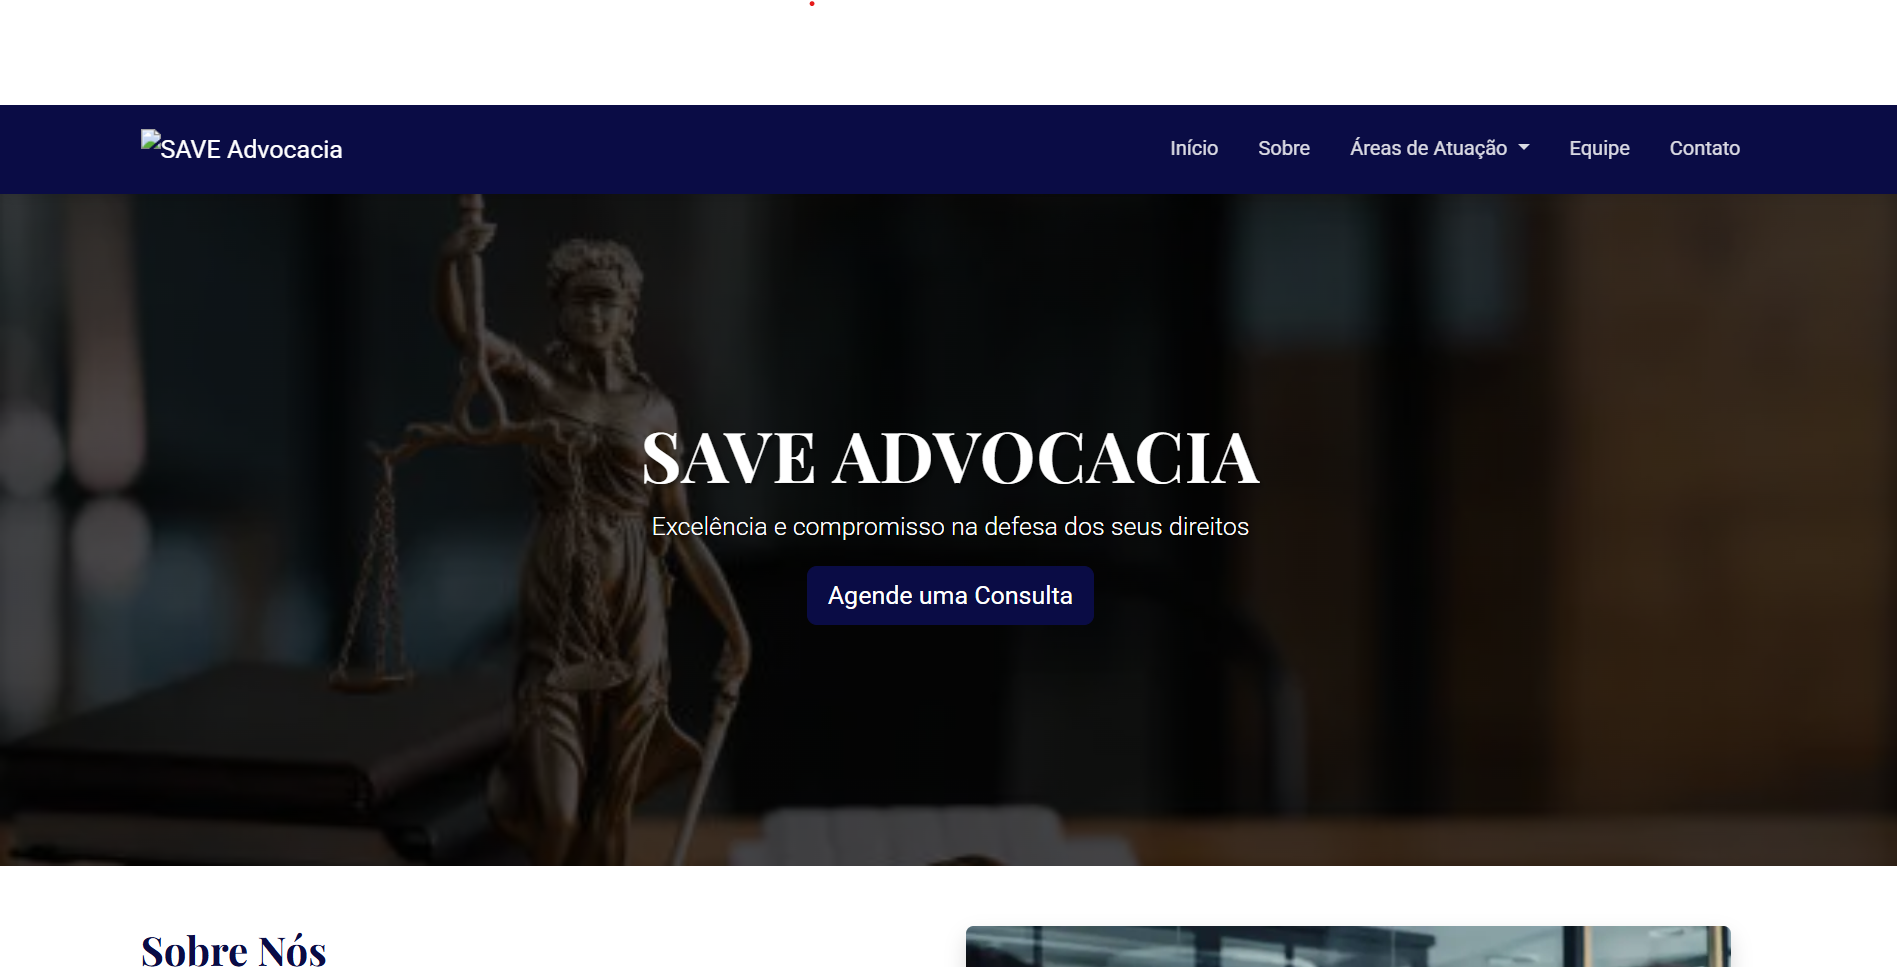 SAVE Advocacia
Início Sobre Áreas de Atuação Equipe Contato
SAVE ADVOCACIA
Excelência e compromisso na defesa dos seus direitos
Agende uma Consulta
Sobre Nós